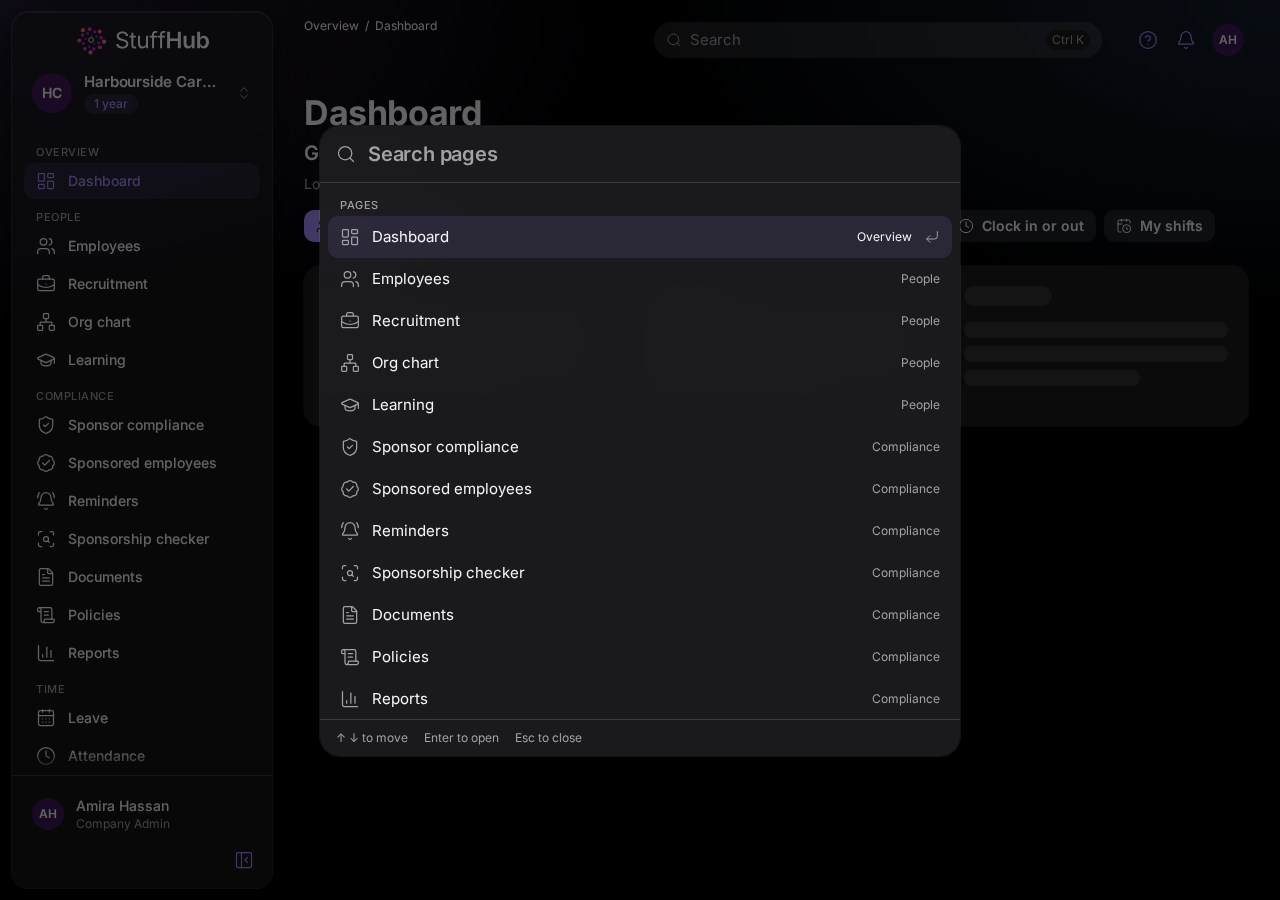 StuffHub
HC
Harbourside Car...
1 year
OVERVIEW
Dashboard
PEOPLE
Employees
Recruitment
Org chart
Learning
COMPLIANCE
Sponsor compliance
Sponsored employees
Reminders
Sponsorship checker
Documents
Policies
Reports
TIME
Leave
Attendance
AH
Amira Hassan
Company Admin
Overview / Dashboard
Search
Ctrl K
AH
Dashboard
Clock in or out
My shifts
Search pages
PAGES
Dashboard Overview
Employees People
Recruitment People
Org chart People
Learning People
Sponsor compliance Compliance
Sponsored employees Compliance
Reminders Compliance
Sponsorship checker Compliance
Documents Compliance
Policies Compliance
Reports Compliance
↑ ↓ to move Enter to open Esc to close